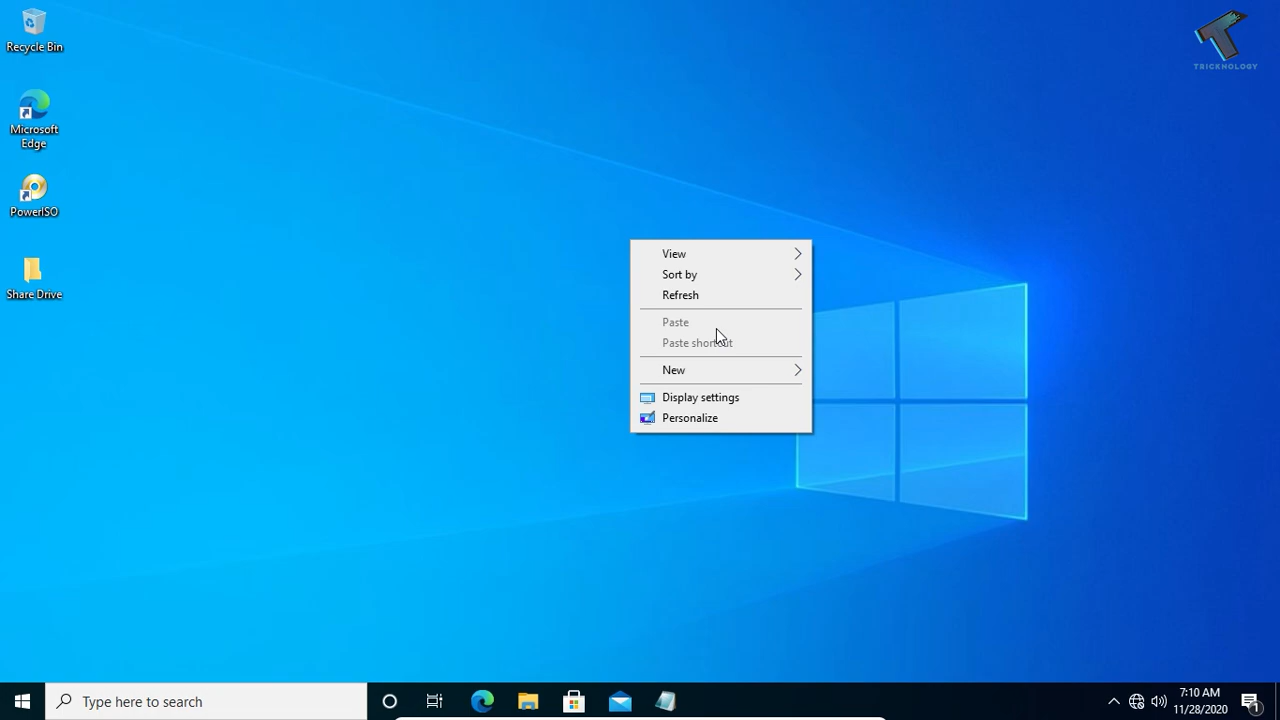 Recycle Bin
Microsoft
Edge
PowerISO
Share Drive
TRICKNOLOGY
View
Sort by
Refresh
Paste
Paste shortcut
New
Display settings
Personalize
Type here to search
7:10 AM
11/28/2020
1